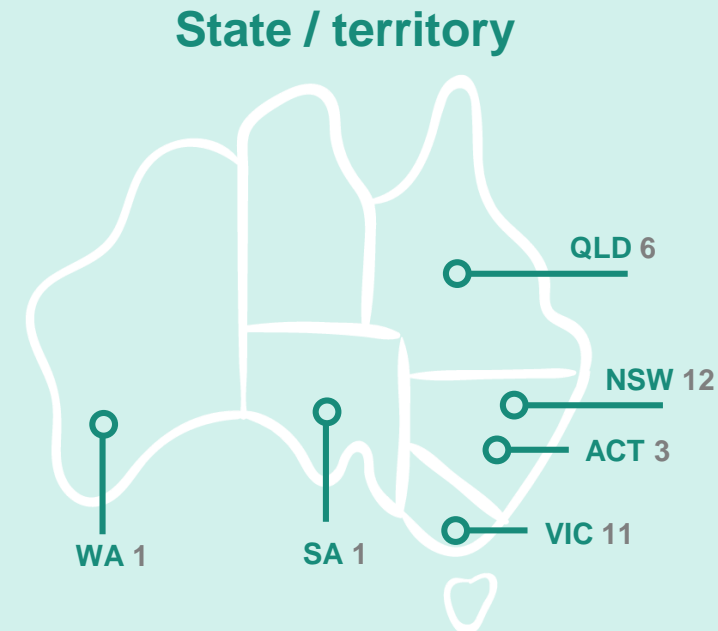 State / territory
QLD 6
NSW 12
ACT 3
VIC 11
SA 1
WA 1